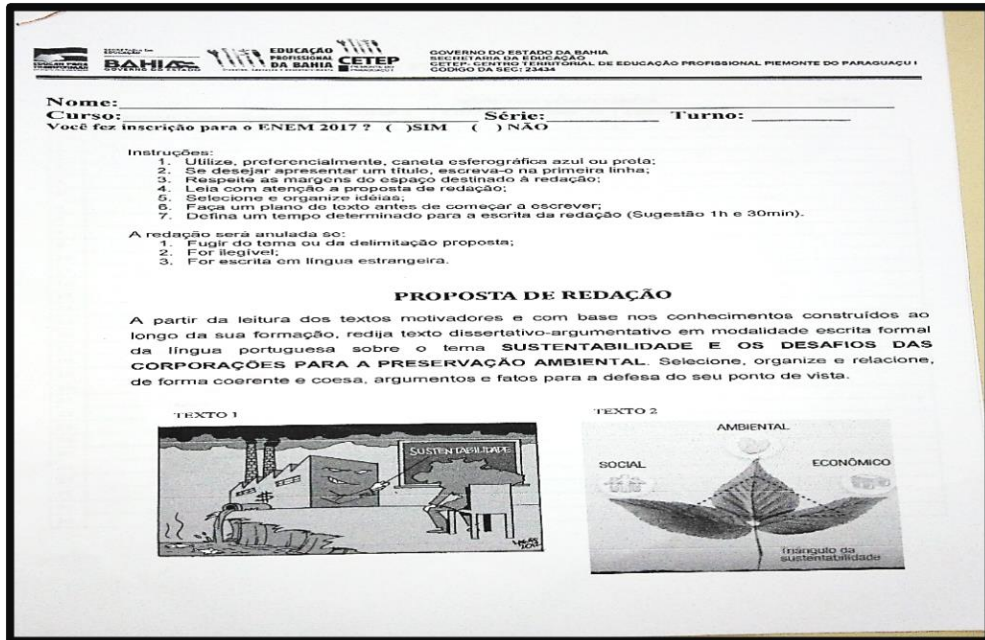 SECRETARIA DA
EDUCAÇÃO
BAHIA
GOVERNO DO ESTADO
EDUCAÇÃO
PROFISSIONAL
DA BAHIA
CETEP
GOVERNO DO ESTADO DA BAHIA
SECRETARIA DA EDUCAÇÃO
CETEP- CENTRO TERRITORIAL DE EDUCAÇÃO PROFISSIONAL PIEMONTE DO PARAGUAÇU I
CÓDIGO DA SEC: 23434
Nome:
Curso: Série: Turno:
Você fez inscrição para o ENEM 2017 ? ( )SIM ( ) NÃO
Instruções:
1. Utilize, preferencialmente, caneta esferográfica azul ou preta;
2. Se desejar apresentar um título, escreva-o na primeira linha;
3. Respeite as margens do espaço destinado à redação;
4. Leia com atenção a proposta de redação;
5. Selecione e organize idéias;
6. Faça um plano do texto antes de começar a escrever;
7. Defina um tempo determinado para a escrita da redação (Sugestão 1h e 30min).
A redação será anulada se:
1. Fugir do tema ou da delimitação proposta;
2. For ilegível;
3. For escrita em língua estrangeira.
PROPOSTA DE REDAÇÃO
A partir da leitura dos textos motivadores e com base nos conhecimentos construídos ao
longo da sua formação, redija texto dissertativo-argumentativo em modalidade escrita formal
da língua portuguesa sobre o tema SUSTENTABILIDADE E OS DESAFIOS DAS
CORPORAÇÕES PARA A PRESERVAÇÃO AMBIENTAL. Selecione, organize e relacione,
de forma coerente e coesa, argumentos e fatos para a defesa do seu ponto de vista.
TEXTO 1
SUSTENTABILIDADE
TEXTO 2
AMBIENTAL
SOCIAL
ECONÔMICO
Triângulo da
sustentabilidade